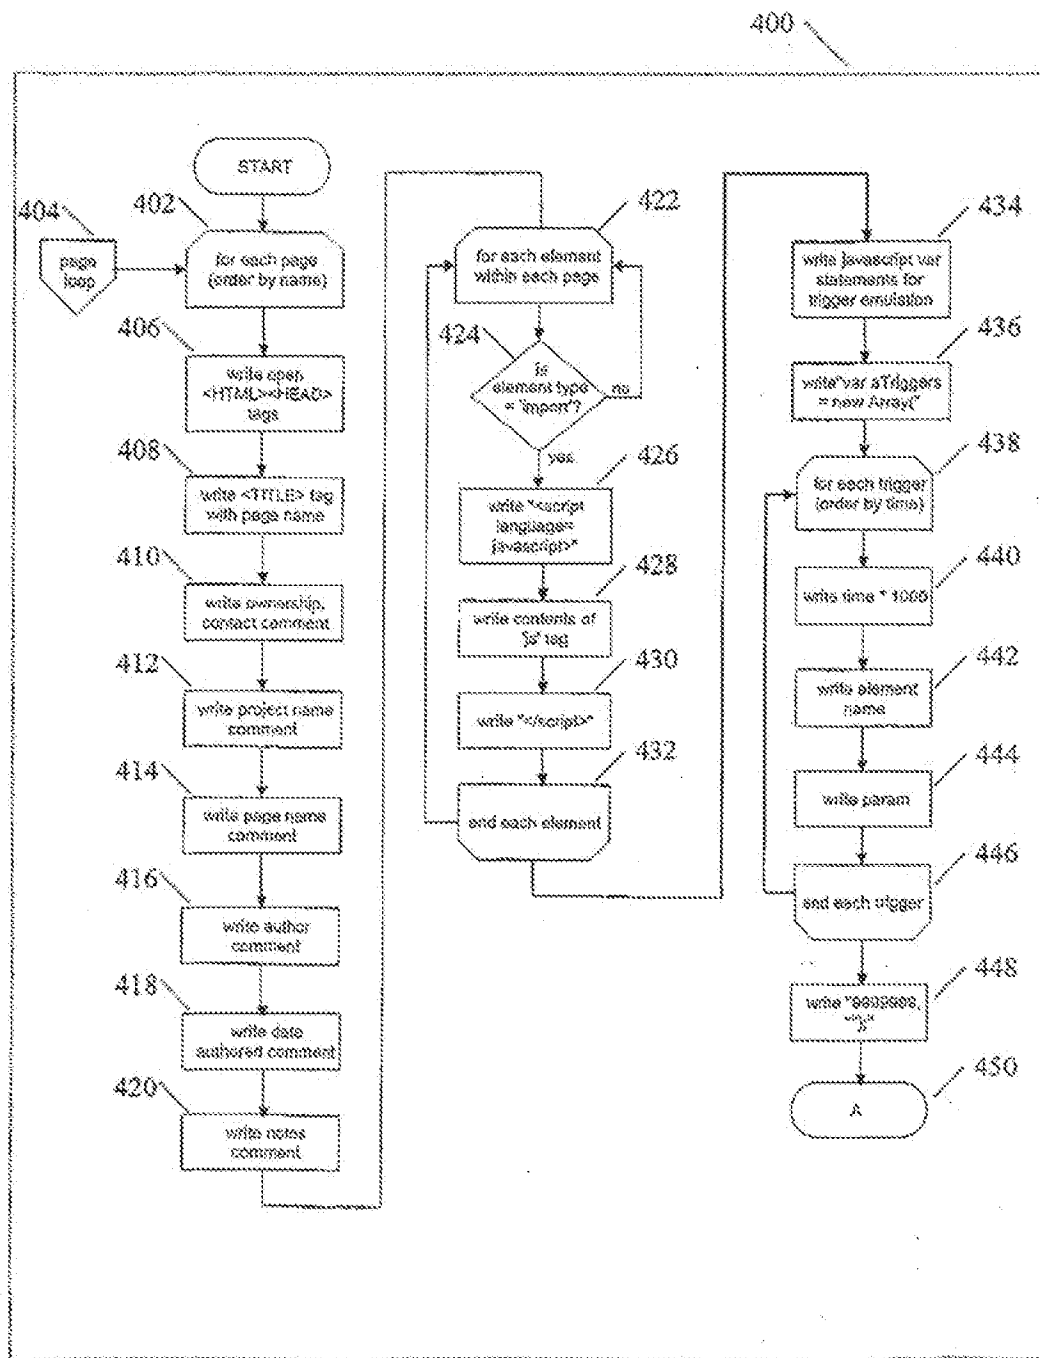 400
START
404
page
loop
402
for each page
(order by name)
406
write open
<HTML><HEAD>
tags
408
write <TITLE> tag
with page name
410
write ownership,
contact comment
412
write project name
comment
414
write page name
comment
416
write author
comment
418
write date
authored comment
420
write notes
comment
422
for each element
within each page
424
is
element type
= "import"?
no
yes
426
write "<script
language=
javascript>"
428
write contents of
tag
430
write "</script>"
432
end each element
434
write javascript var
statements for
trigger emulation
436
write "var aTriggers
= new Array("
438
for each trigger
(order by time)
440
write time * 1000
442
write element
name
444
write param
446
end each trigger
448
write
450
A